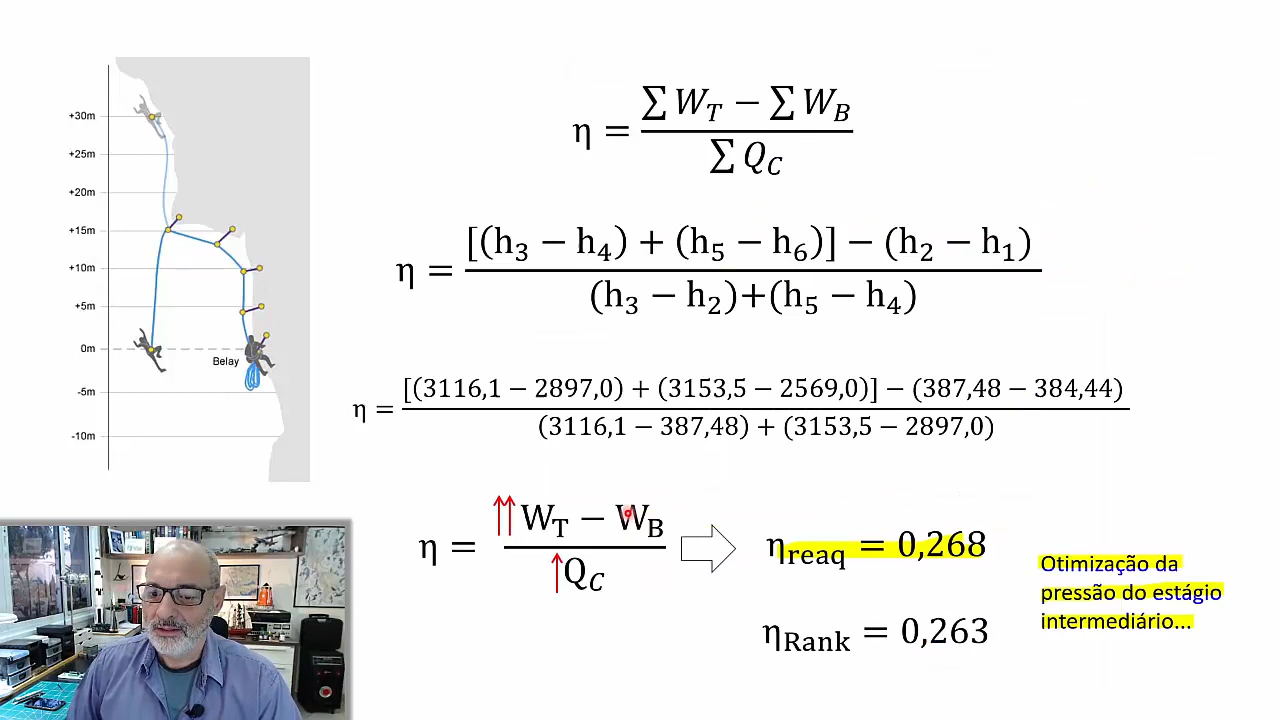 +30m
+25m
+20m
+15m
+10m
+5m
0m
Belay
-5m
-10m
η = (∑ W_T − ∑ W_B) / ∑ Q_C
η = ([(h₃ − h₄) + (h₅ − h₆)] − (h₂ − h₁)) / ((h₃ − h₂)+(h₅ − h₄))
η = ([(3116,1 − 2897,0) + (3153,5 − 2569,0)] − (387,48 − 384,44)) / ((3116,1 − 387,48) + (3153,5 − 2897,0))
η = (↑↑W_T − W_B) / ↑Q_C
η_reaq = 0,268
η_Rank = 0,263
Otimização da
pressão do estágio
intermediário...